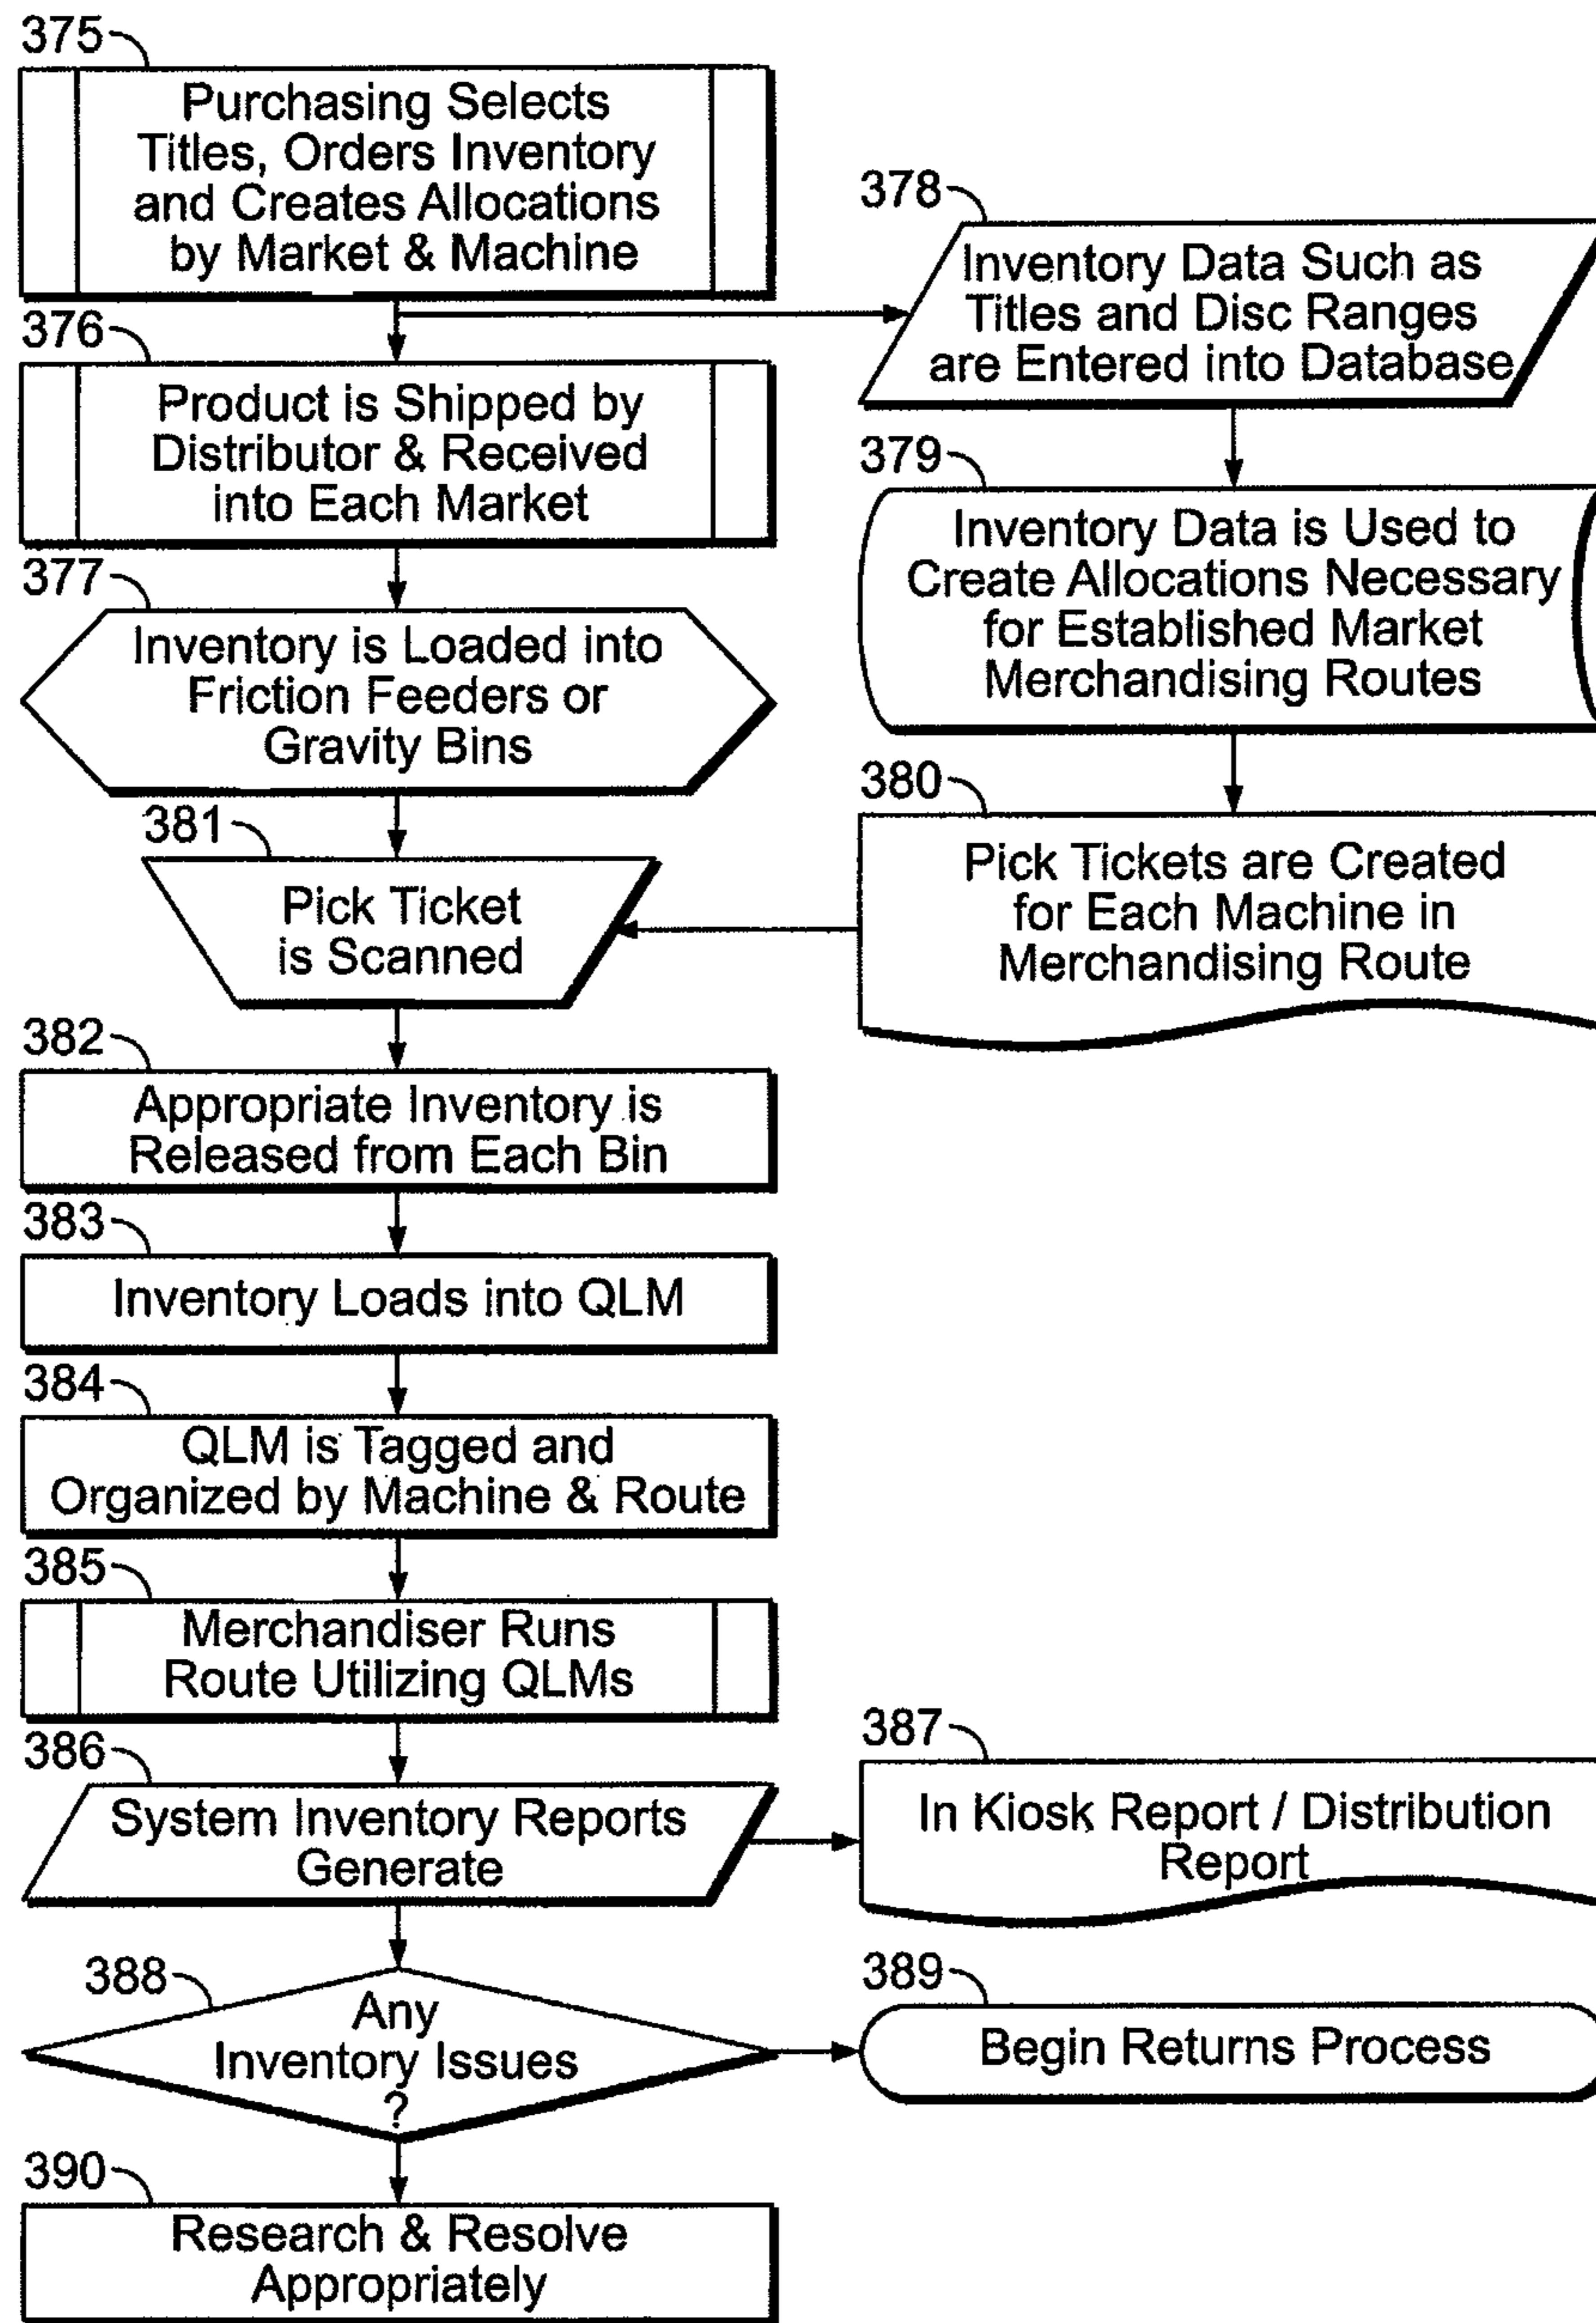 375
Purchasing Selects
Titles, Orders Inventory
and Creates Allocations
by Market & Machine
376
Product is Shipped by
Distributor & Received
into Each Market
377
Inventory is Loaded into
Friction Feeders or
Gravity Bins
378
Inventory Data Such as
Titles and Disc Ranges
are Entered into Database
379
Inventory Data is Used to
Create Allocations Necessary
for Established Market
Merchandising Routes
380
Pick Tickets are Created
for Each Machine in
Merchandising Route
381
Pick Ticket
is Scanned
382
Appropriate Inventory is
Released from Each Bin
383
Inventory Loads into QLM
384
QLM is Tagged and
Organized by Machine & Route
385
Merchandiser Runs
Route Utilizing QLMs
386
System Inventory Reports
Generate
387
In Kiosk Report / Distribution
Report
388
Any
Inventory Issues
?
389
Begin Returns Process
390
Research & Resolve
Appropriately